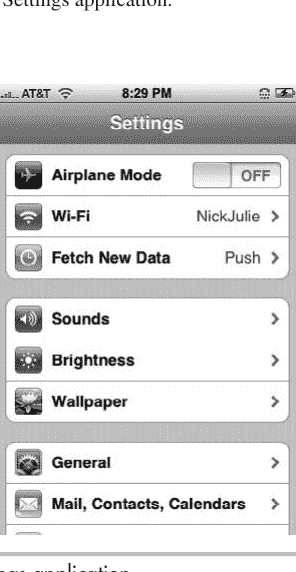 Settings application.
AT&T 8:29 PM
Settings
Airplane Mode OFF
Wi-Fi NickJulie >
Fetch New Data Push >
Sounds >
Brightness >
Wallpaper >
General >
Mail, Contacts, Calendars >
application